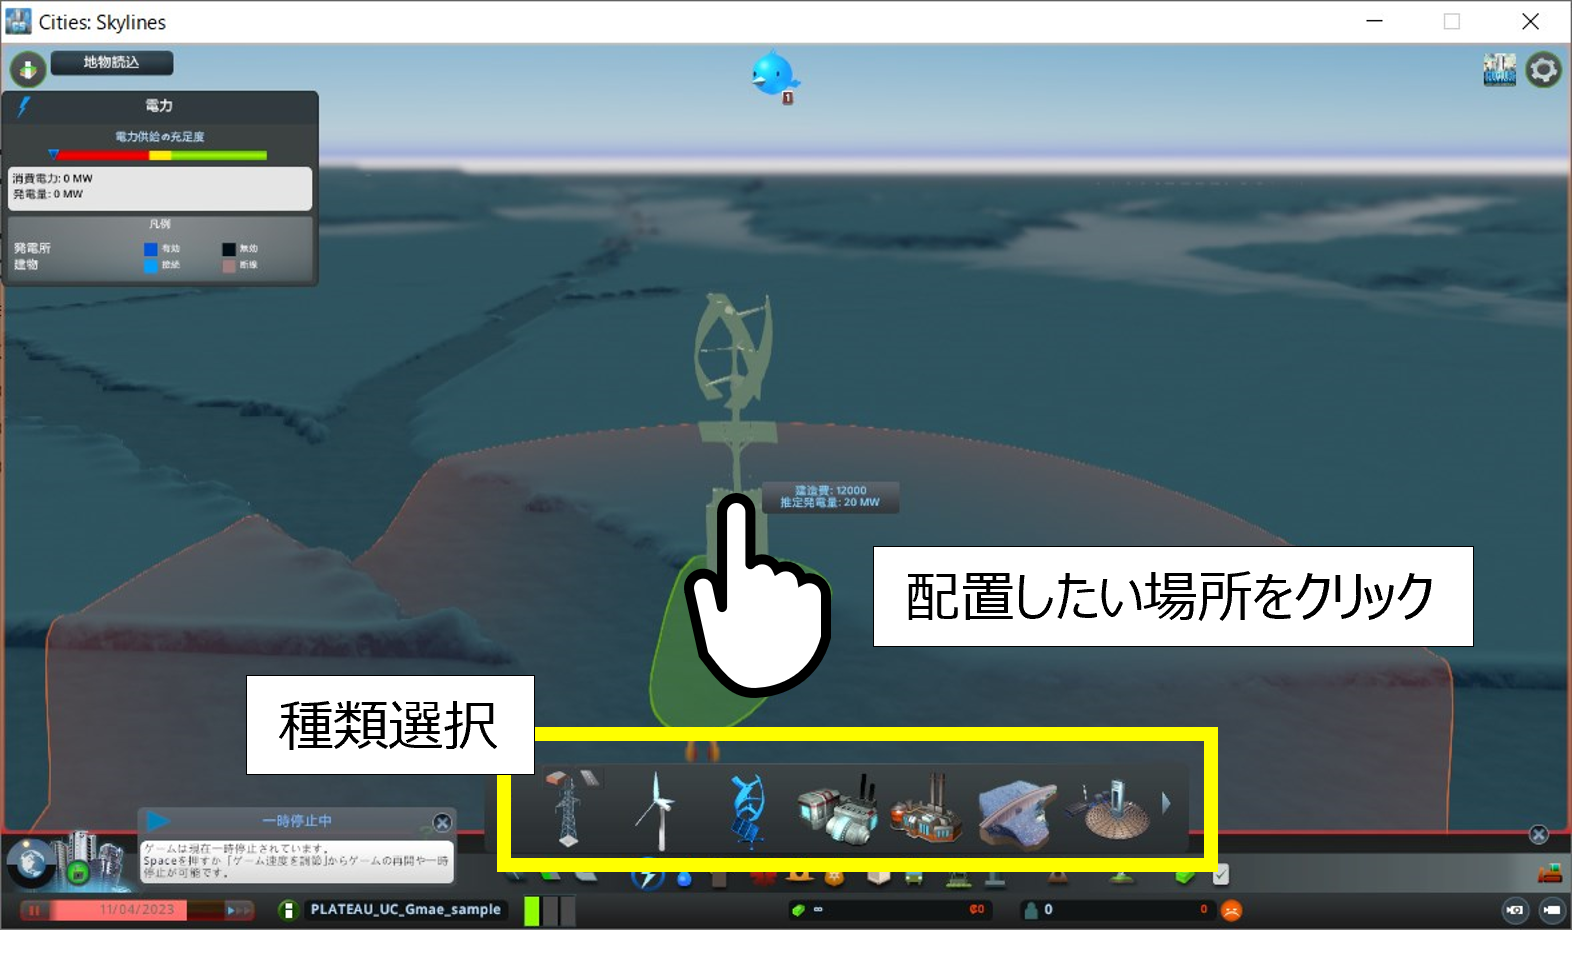 Cities: Skylines
地物読込
電力
電力供給の充足度
消費電力: 0 MW
発電量: 0 MW
凡例
発電所
有効
無効
建物
接続
断線
1
建造費: 12000
推定発電量: 20 MW
配置したい場所をクリック
種類選択
一時停止中
ゲームは現在一時停止されています。
Spaceを押すか「ゲーム速度を調節」からゲームの再開や一時
停止が可能です。
11/04/2023
PLATEAU_UC_Gmae_sample
∞
₡0
0
0